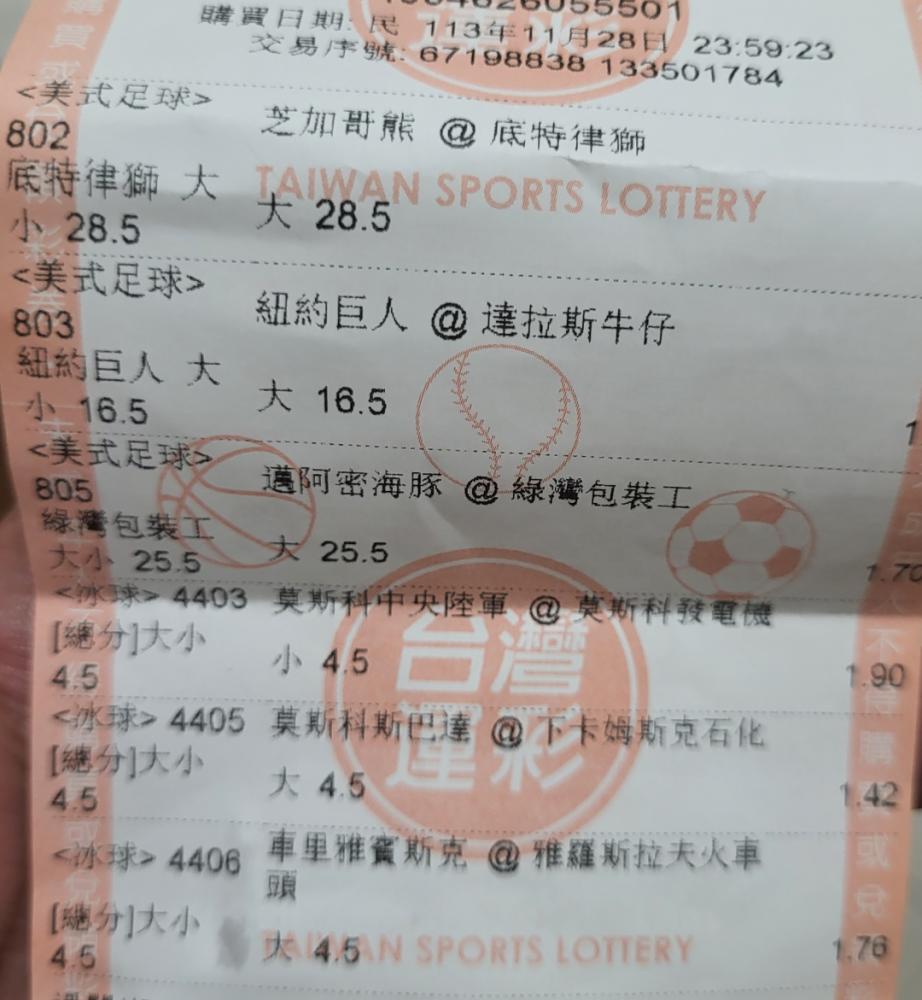 購買日期: 民 113年11月28日 23:59:23
交易序號: 67198838 133501784
<美式足球>
802 芝加哥熊 @ 底特律獅
底特律獅 大 TAIWAN SPORTS LOTTERY
小 28.5 大 28.5
<美式足球>
803 紐約巨人 @ 達拉斯牛仔
紐約巨人 大
小 16.5 大 16.5
<美式足球>
805 邁阿密海豚 @ 綠灣包裝工
綠灣包裝工
大小 25.5 大 25.5 1.70
<冰球> 4403 莫斯科中央陸軍 @ 莫斯科發電機
[總分]大小
4.5 小 4.5 1.90
台灣運彩
<冰球> 4405 莫斯科斯巴達 @ 下卡姆斯克石化
[總分]大小
4.5 大 4.5 1.42
<冰球> 4406 車里雅賓斯克 @ 雅羅斯拉夫火車
頭
[總分]大小
4.5 大 4.5 1.76
TAIWAN SPORTS LOTTERY